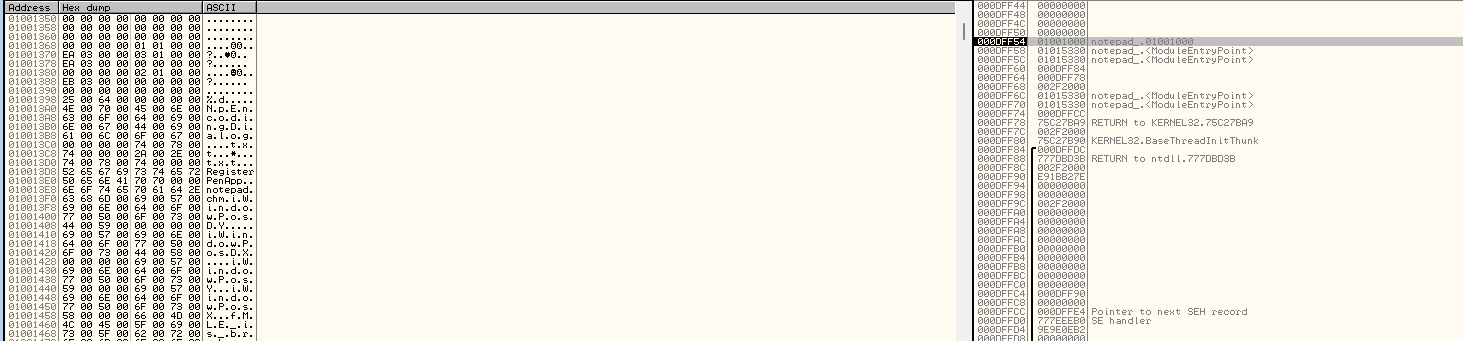 Address Hex dump ASCII
01001350 00 00 00 00 00 00 00 00 ........
01001358 00 00 00 00 00 00 00 00 ........
01001360 00 00 00 00 00 00 00 00 ........
01001368 00 00 00 00 01 01 00 00
01001370 EA 03 00 00 03 01 00 00
01001378 EA 03 00 00 00 00 00 00 ?.......
01001380 00 00 00 00 02 01 00 00
01001388 EB 03 00 00 00 00 00 00 ?.......
01001390 00 00 00 00 00 00 00 00 ........
01001398 25 00 64 00 00 00 00 00 %.d.....
010013A0 4E 00 70 00 45 00 6E 00 N.p.E.n.
010013A8 63 00 6F 00 64 00 69 00 c.o.d.i.
010013B0 6E 00 67 00 44 00 69 00 n.g.D.i.
010013B8 61 00 6C 00 6F 00 67 00 a.l.o.g.
010013C0 00 00 00 00 74 00 78 00 ....t.x.
010013C8 74 00 00 00 2A 00 2E 00 t...*...
010013D0 74 00 78 00 74 00 00 00 t.x.t...
010013D8 52 65 67 69 73 74 65 72 Register
010013E0 50 65 6E 41 70 70 00 00 PenApp..
010013E8 6E 6F 74 65 70 61 64 2E notepad.
010013F0 63 68 6D 00 69 00 57 00 chm.i.W.
010013F8 69 00 6E 00 64 00 6F 00 i.n.d.o.
01001400 77 00 50 00 6F 00 73 00 w.P.o.s.
01001408 44 00 59 00 00 00 00 00 D.Y.....
01001410 69 00 57 00 69 00 6E 00 i.W.i.n.
01001418 64 00 6F 00 77 00 50 00 d.o.w.P.
01001420 6F 00 73 00 44 00 58 00 o.s.D.X.
01001428 00 00 00 00 69 00 57 00 ....i.W.
01001430 69 00 6E 00 64 00 6F 00 i.n.d.o.
01001438 77 00 50 00 6F 00 73 00 w.P.o.s.
01001440 59 00 00 00 69 00 57 00 Y...i.W.
01001448 69 00 6E 00 64 00 6F 00 i.n.d.o.
01001450 77 00 50 00 6F 00 73 00 w.P.o.s.
01001458 58 00 00 00 66 00 4D 00 X...f.M.
01001460 4C 00 45 00 5F 00 69 00 L.E._.i.
01001468 73 00 5F 00 62 00 72 00 s._.b.r.
000DFF44 00000000
000DFF48 00000000
000DFF4C 00000000
000DFF50 00000000
000DFF54 01001000 notepad_.01001000
000DFF58 01015330 notepad_.<ModuleEntryPoint>
000DFF5C 01015330 notepad_.<ModuleEntryPoint>
000DFF60 000DFF84
000DFF64 000DFF78
000DFF68 002F2000
000DFF6C 01015330 notepad_.<ModuleEntryPoint>
000DFF70 01015330 notepad_.<ModuleEntryPoint>
000DFF74 000DFFCC
000DFF78 75C27BA9 RETURN to KERNEL32.75C27BA9
000DFF7C 002F2000
000DFF80 75C27B90 KERNEL32.BaseThreadInitThunk
000DFF84 000DFFDC
000DFF88 777DBD3B RETURN to ntdll.777DBD3B
000DFF8C 002F2000
000DFF90 E91BB27E
000DFF94 00000000
000DFF98 00000000
000DFF9C 002F2000
000DFFA0 00000000
000DFFA4 00000000
000DFFA8 00000000
000DFFAC 00000000
000DFFB0 00000000
000DFFB4 00000000
000DFFB8 00000000
000DFFBC 00000000
000DFFC0 00000000
000DFFC4 000DFF90
000DFFC8 00000000
000DFFCC 000DFFE4 Pointer to next SEH record
000DFFD0 777EEEB0 SE handler
000DFFD4 9E9E0EB2
000DFFD8 00000000